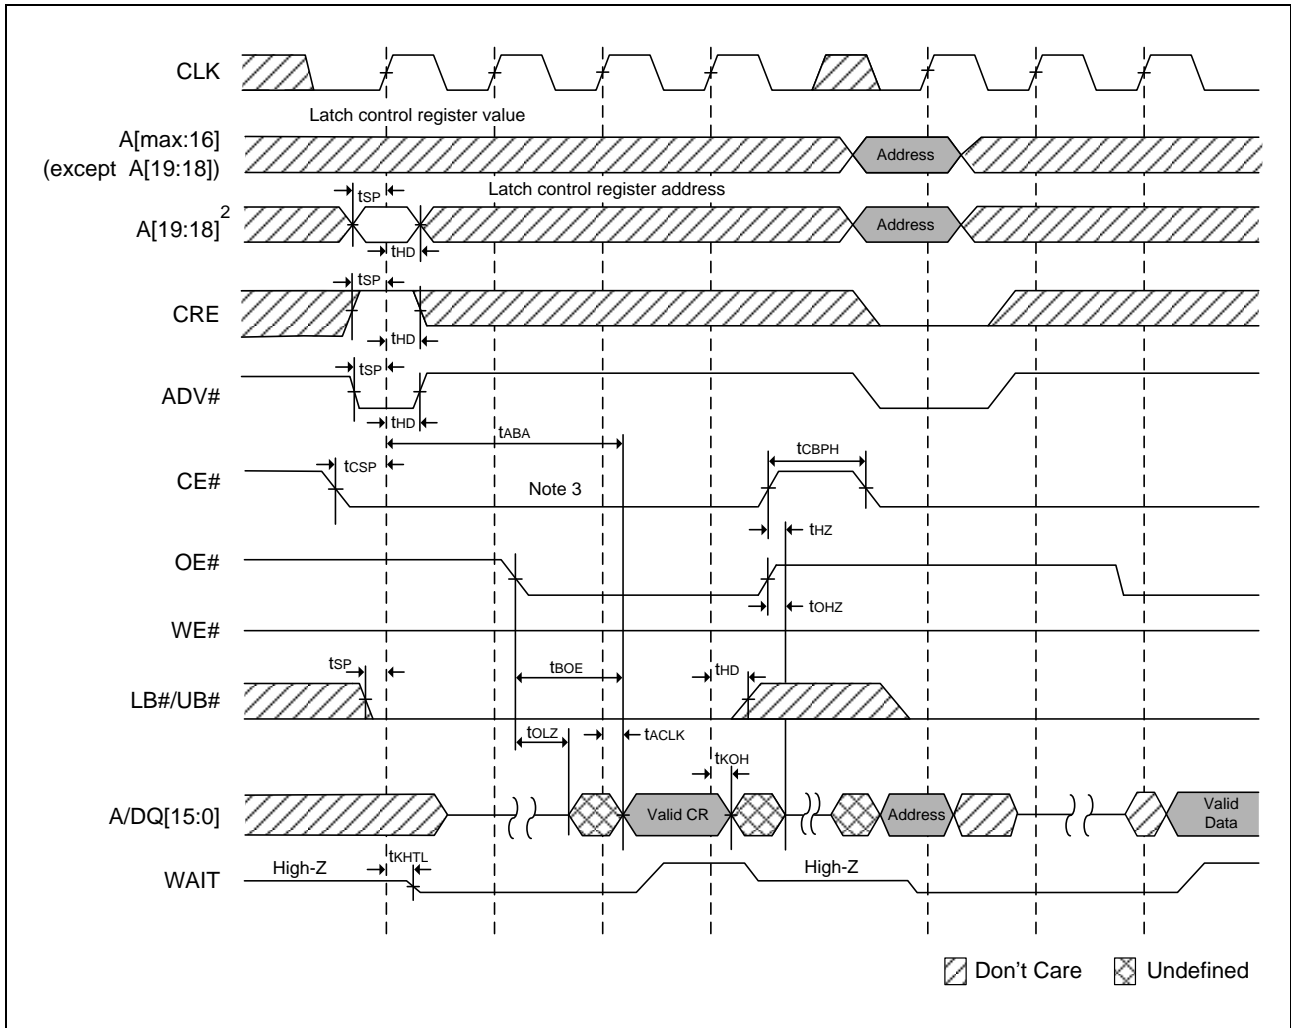 CLK
Latch control register value
A[max:16]
(except A[19:18])
Address
Latch control register address
tSP
A[19:18]2
Address
tHD
tSP
CRE
tHD
tSP
ADV#
tHD
tABA
tCBPH
tCSP
CE#
Note 3
tHZ
OE#
tOHZ
WE#
tSP
tBOE
tHD
LB#/UB#
tOLZ
tACLK
tKOH
A/DQ[15:0]
Valid CR
Address
Valid
Data
tKHTL
WAIT
High-Z
High-Z
Don't Care
Undefined